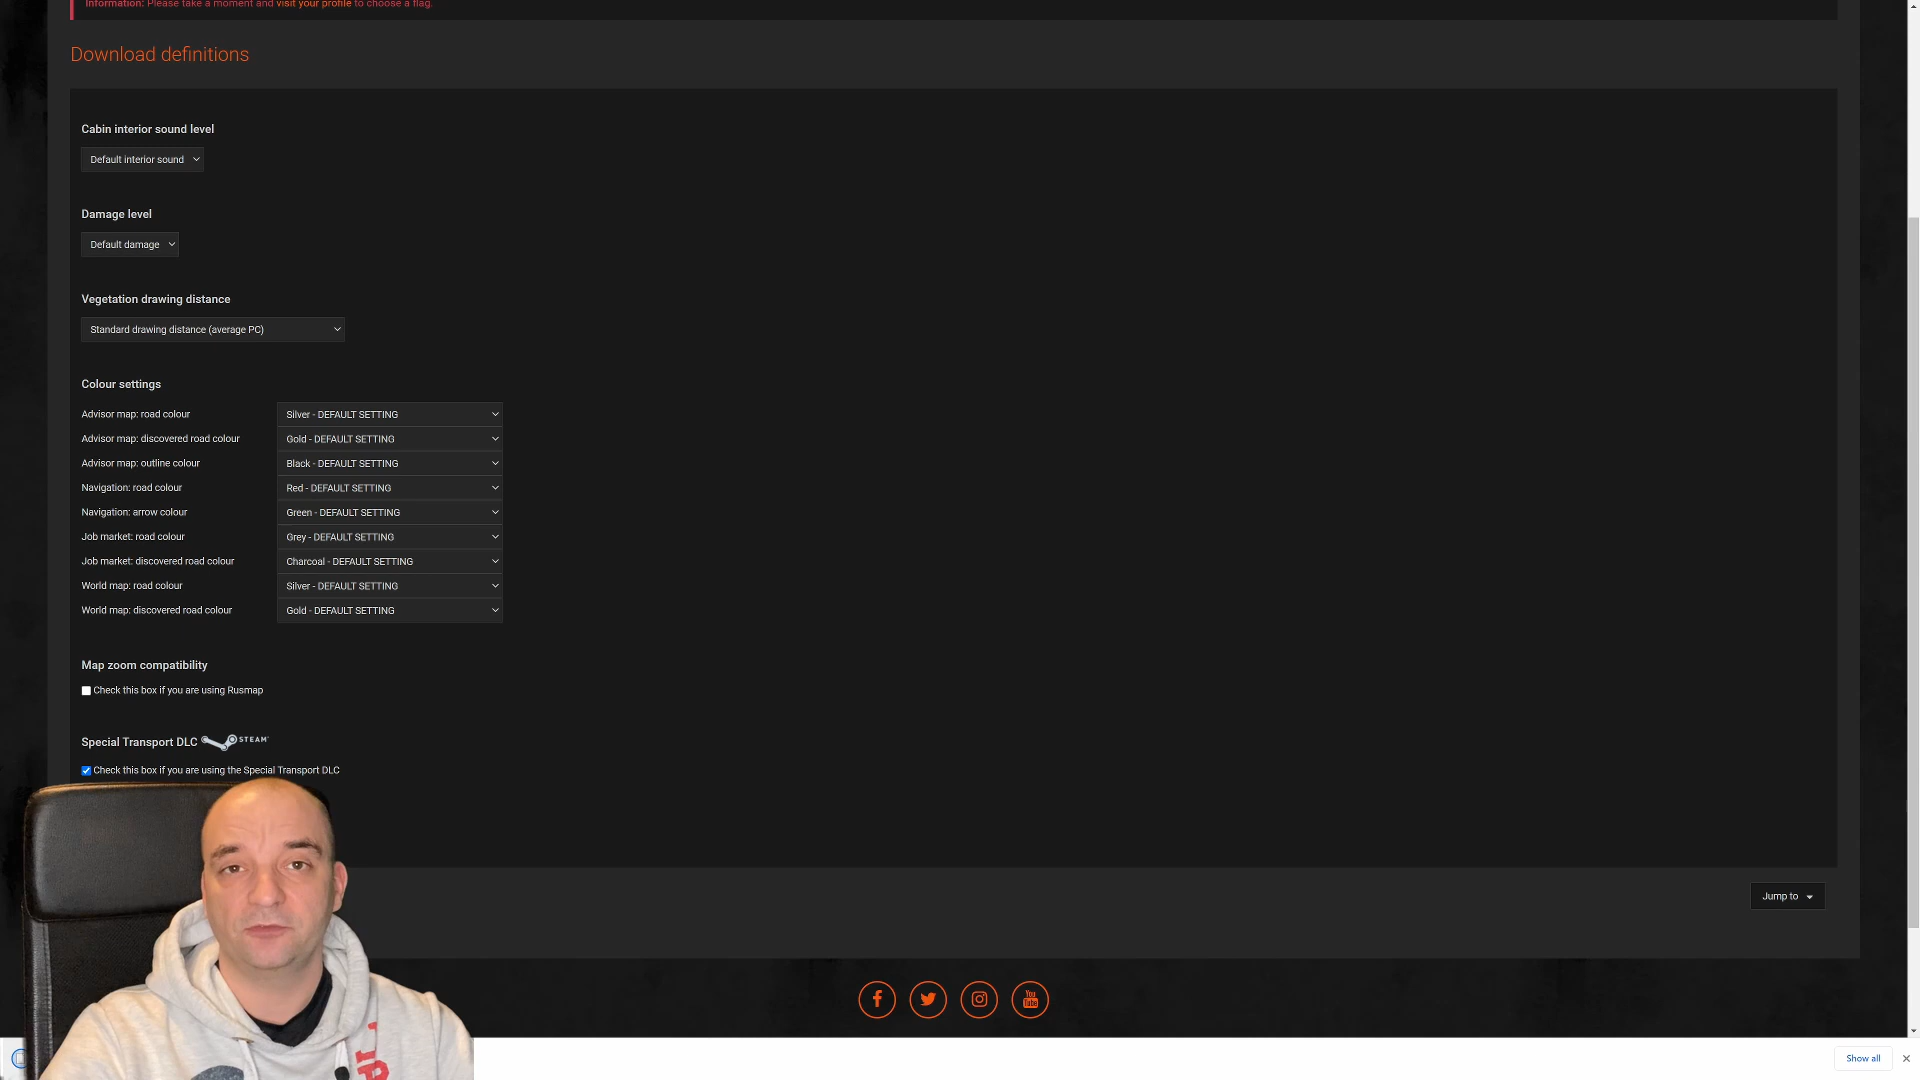 Information: Please take a moment and visit your profile to choose a flag.
Download definitions
Cabin interior sound level
Default interior sound
Damage level
Default damage
Vegetation drawing distance
Standard drawing distance (average PC)
Colour settings
Advisor map: road colour Silver - DEFAULT SETTING
Advisor map: discovered road colour Gold - DEFAULT SETTING
Advisor map: outline colour Black - DEFAULT SETTING
Navigation: road colour Red - DEFAULT SETTING
Navigation: arrow colour Green - DEFAULT SETTING
Job market: road colour Grey - DEFAULT SETTING
Job market: discovered road colour Charcoal - DEFAULT SETTING
World map: road colour Silver - DEFAULT SETTING
World map: discovered road colour Gold - DEFAULT SETTING
Map zoom compatibility
Check this box if you are using Rusmap
Special Transport DLC STEAM
Check this box if you are using the Special Transport DLC
Jump to
You Tube
Show all